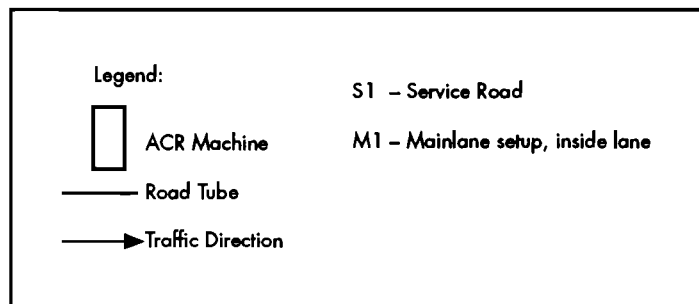 Legend:
S1 – Service Road
ACR Machine
M1 – Mainlane setup, inside lane
Road Tube
Traffic Direction